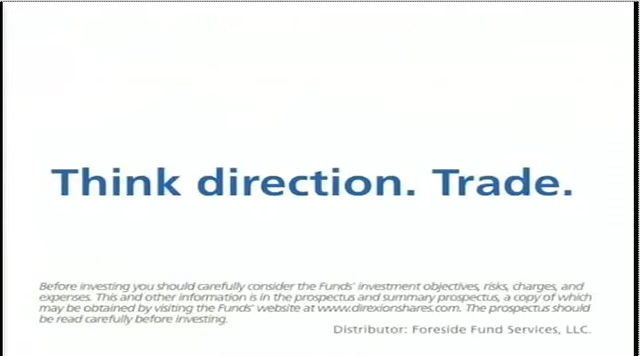 Think direction. Trade.
Before investing you should carefully consider the Funds' investment objectives, risks, charges, and
expenses. This and other information is in the prospectus and summary prospectus, a copy of which
may be obtained by visiting the Funds' website at www.direxionshares.com. The prospectus should
be read carefully before investing.
Distributor: Foreside Fund Services, LLC.